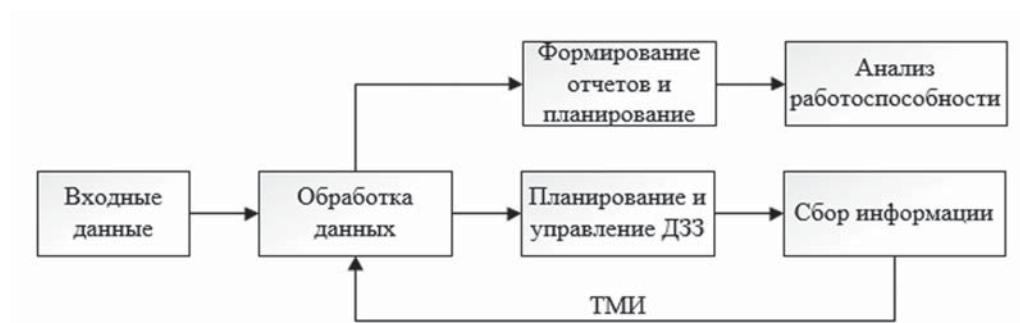 Формирование
отчетов и
планирование
Анализ
работоспособности
Входные
данные
Обработка
данных
Планирование и
управление ДЗЗ
Сбор информации
ТМИ